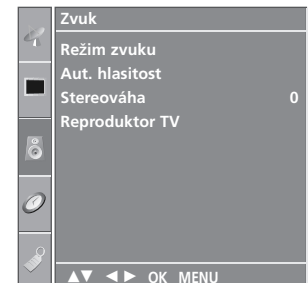 Zvuk
Režim zvuku
Aut. hlasitost
Stereováha 0
Reproduktor TV
▲▼ ◄► OK MENU